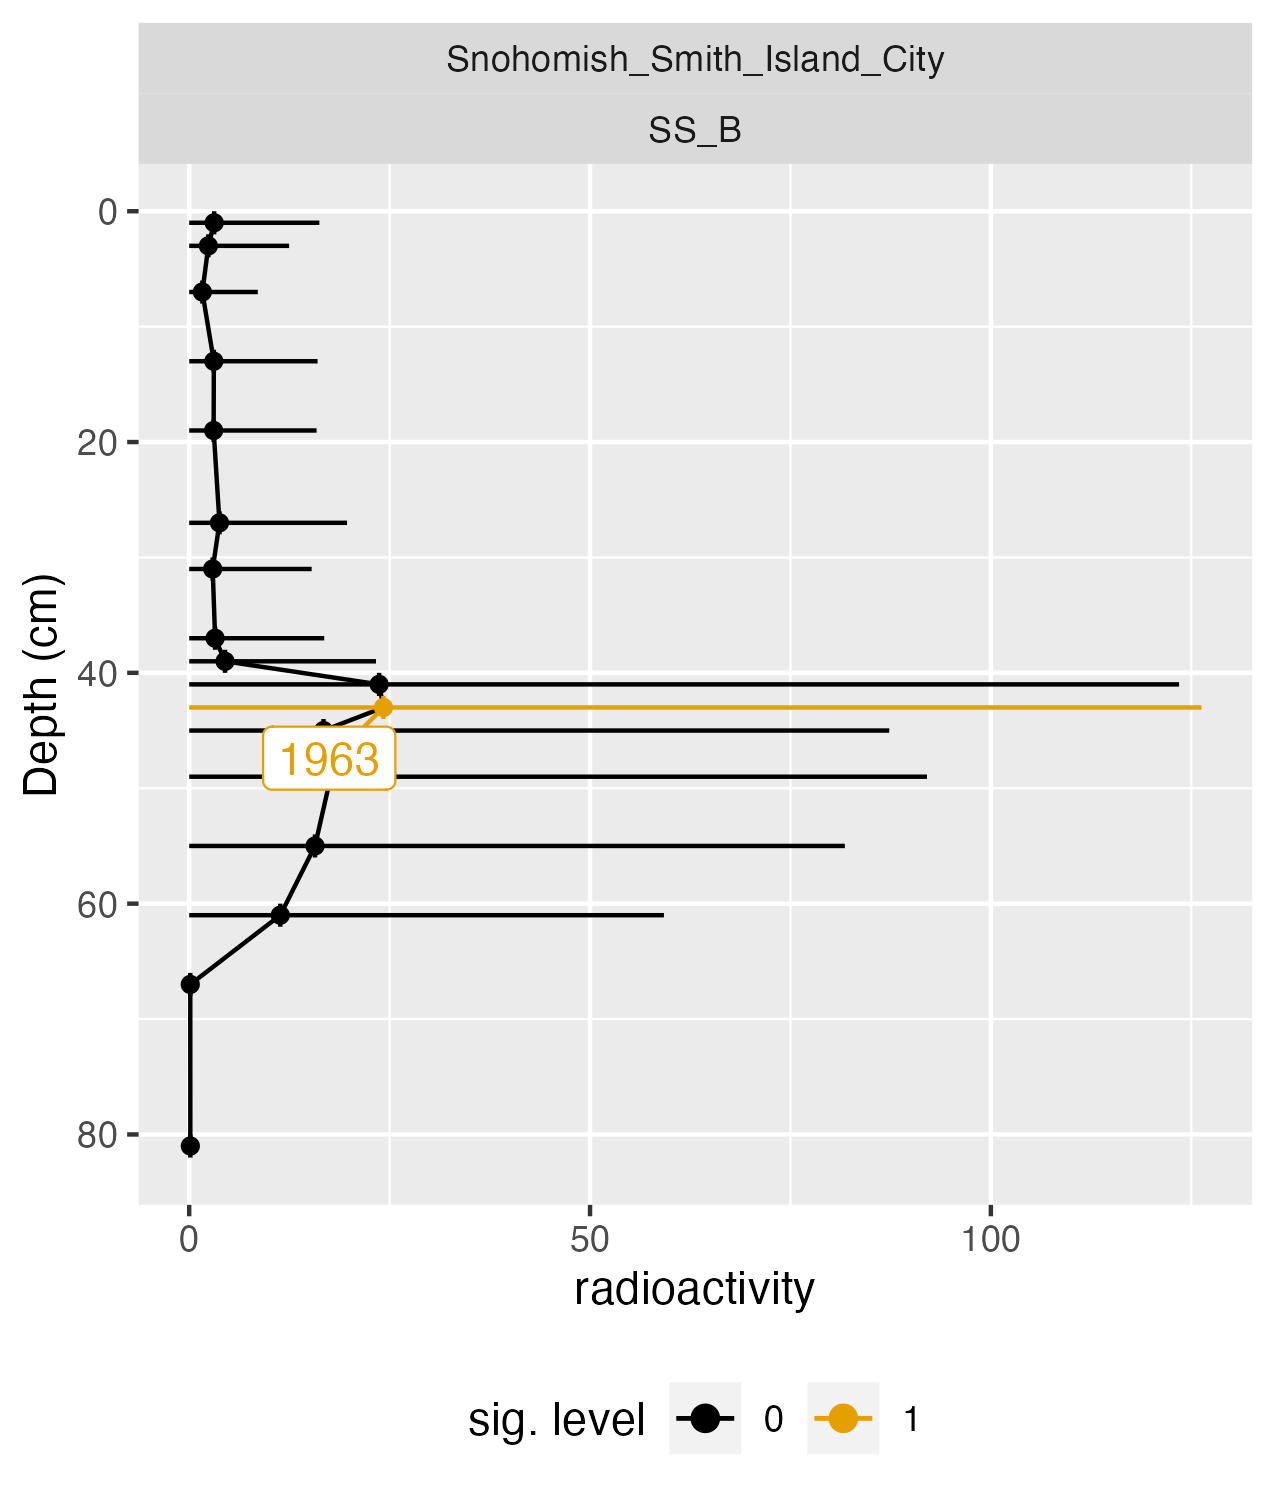 Snohomish_Smith_Island_City
SS_B
0
20
40
60
80
Depth (cm)
1963
0 50 100
radioactivity
sig. level 0 1